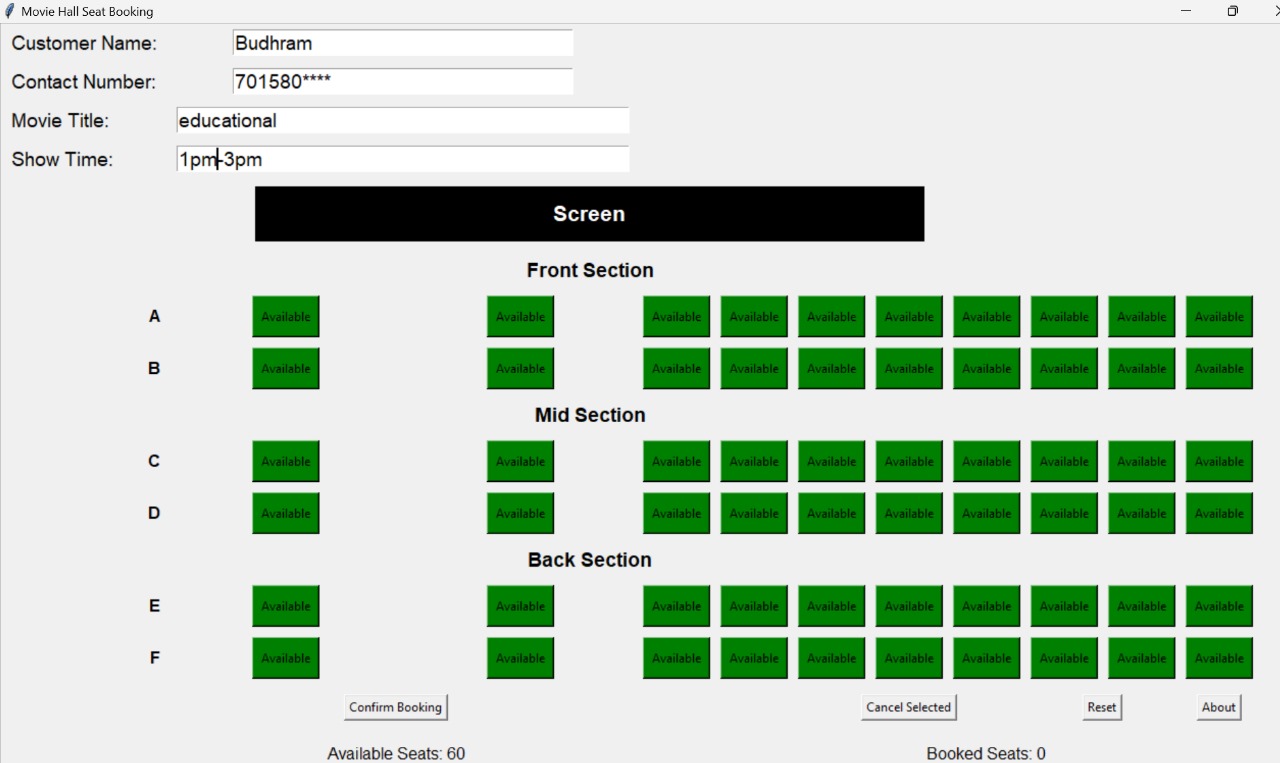 Movie Hall Seat Booking
Customer Name: Budhram
Contact Number: 701580****
Movie Title: educational
Show Time: 1pm-3pm
Screen
Front Section
A Available Available Available Available Available Available Available Available Available Available
B Available Available Available Available Available Available Available Available Available Available
Mid Section
C Available Available Available Available Available Available Available Available Available Available
D Available Available Available Available Available Available Available Available Available Available
Back Section
E Available Available Available Available Available Available Available Available Available Available
F Available Available Available Available Available Available Available Available Available Available
Confirm Booking Cancel Selected Reset About
Available Seats: 60 Booked Seats: 0